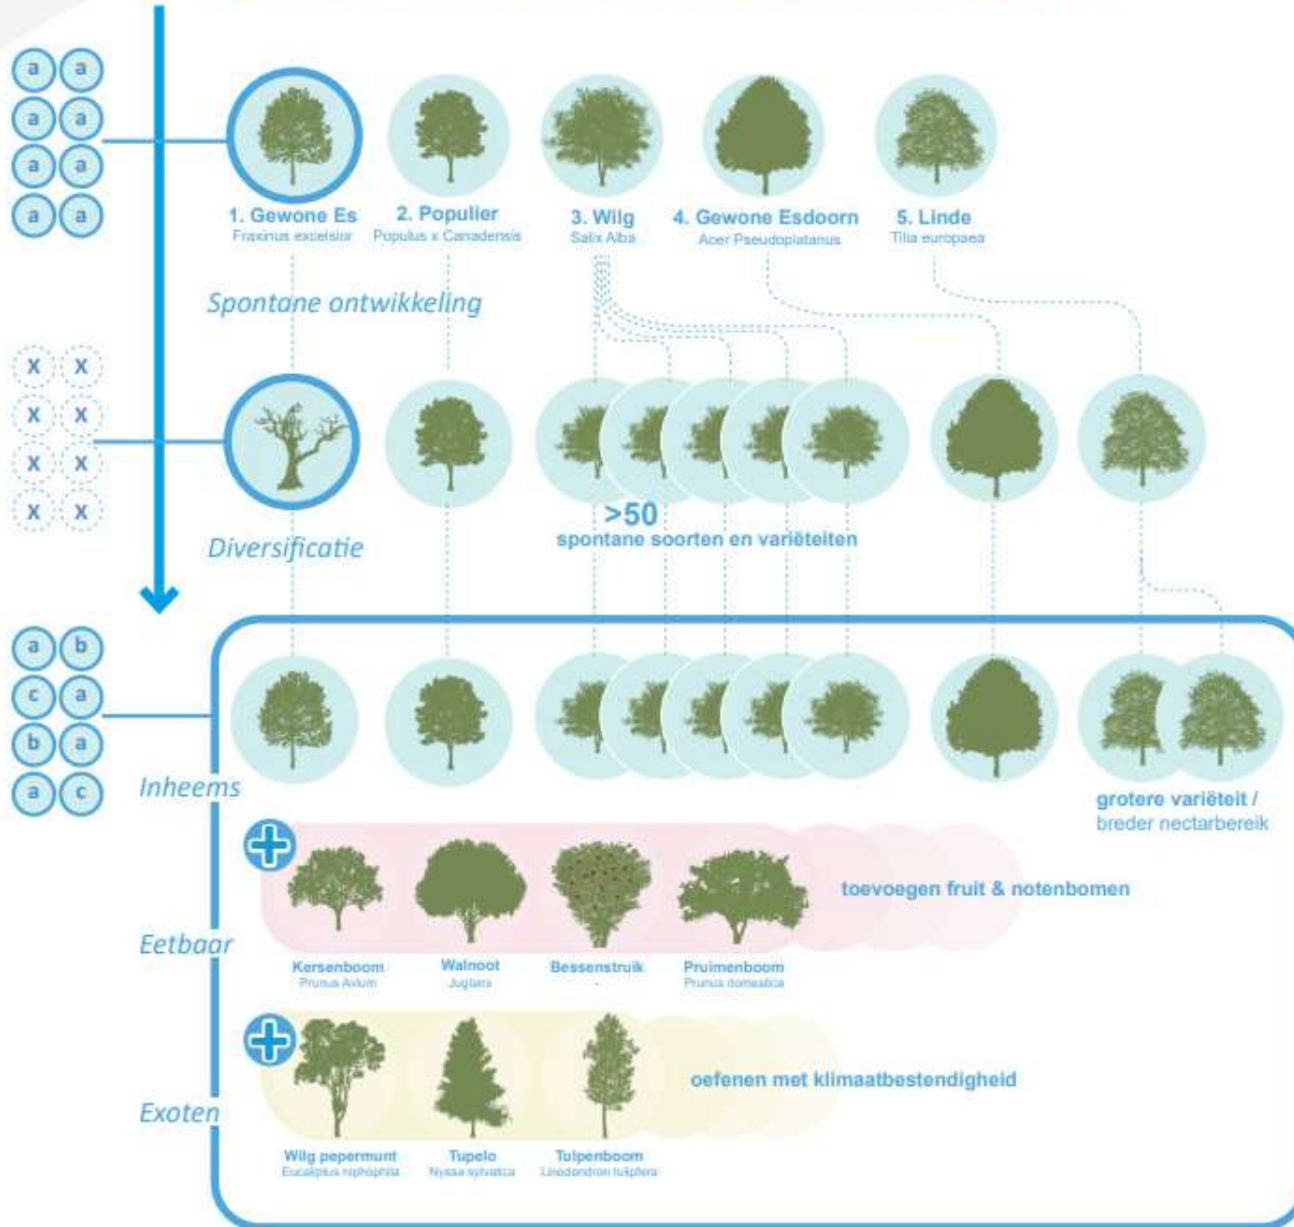 a a
a a
a a
a a
1. Gewone Es
Fraxinus excelsior
2. Populier
Populus x Canadensis
3. Wilg
Salix Alba
4. Gewone Esdoorn
Acer Pseudoplatanus
5. Linde
Tilia europaea
Spontane ontwikkeling
x x
x x
x x
x x
>50
spontane soorten en variëteiten
Diversificatie
a b
c a
b a
a c
Inheems
grotere variëteit /
breder nectarbereik
toevoegen fruit & notenbomen
Eetbaar
Kersenboom
Prunus Avium
Walnoot
Juglans
Bessenstruik
-
Pruimenboom
Prunus domestica
oefenen met klimaatbestendigheid
Exoten
Wilg pepermunt
Eucaliptus niphophila
Tupelo
Nyssa sylvatica
Tulpenboom
Liriodendron tulipfera